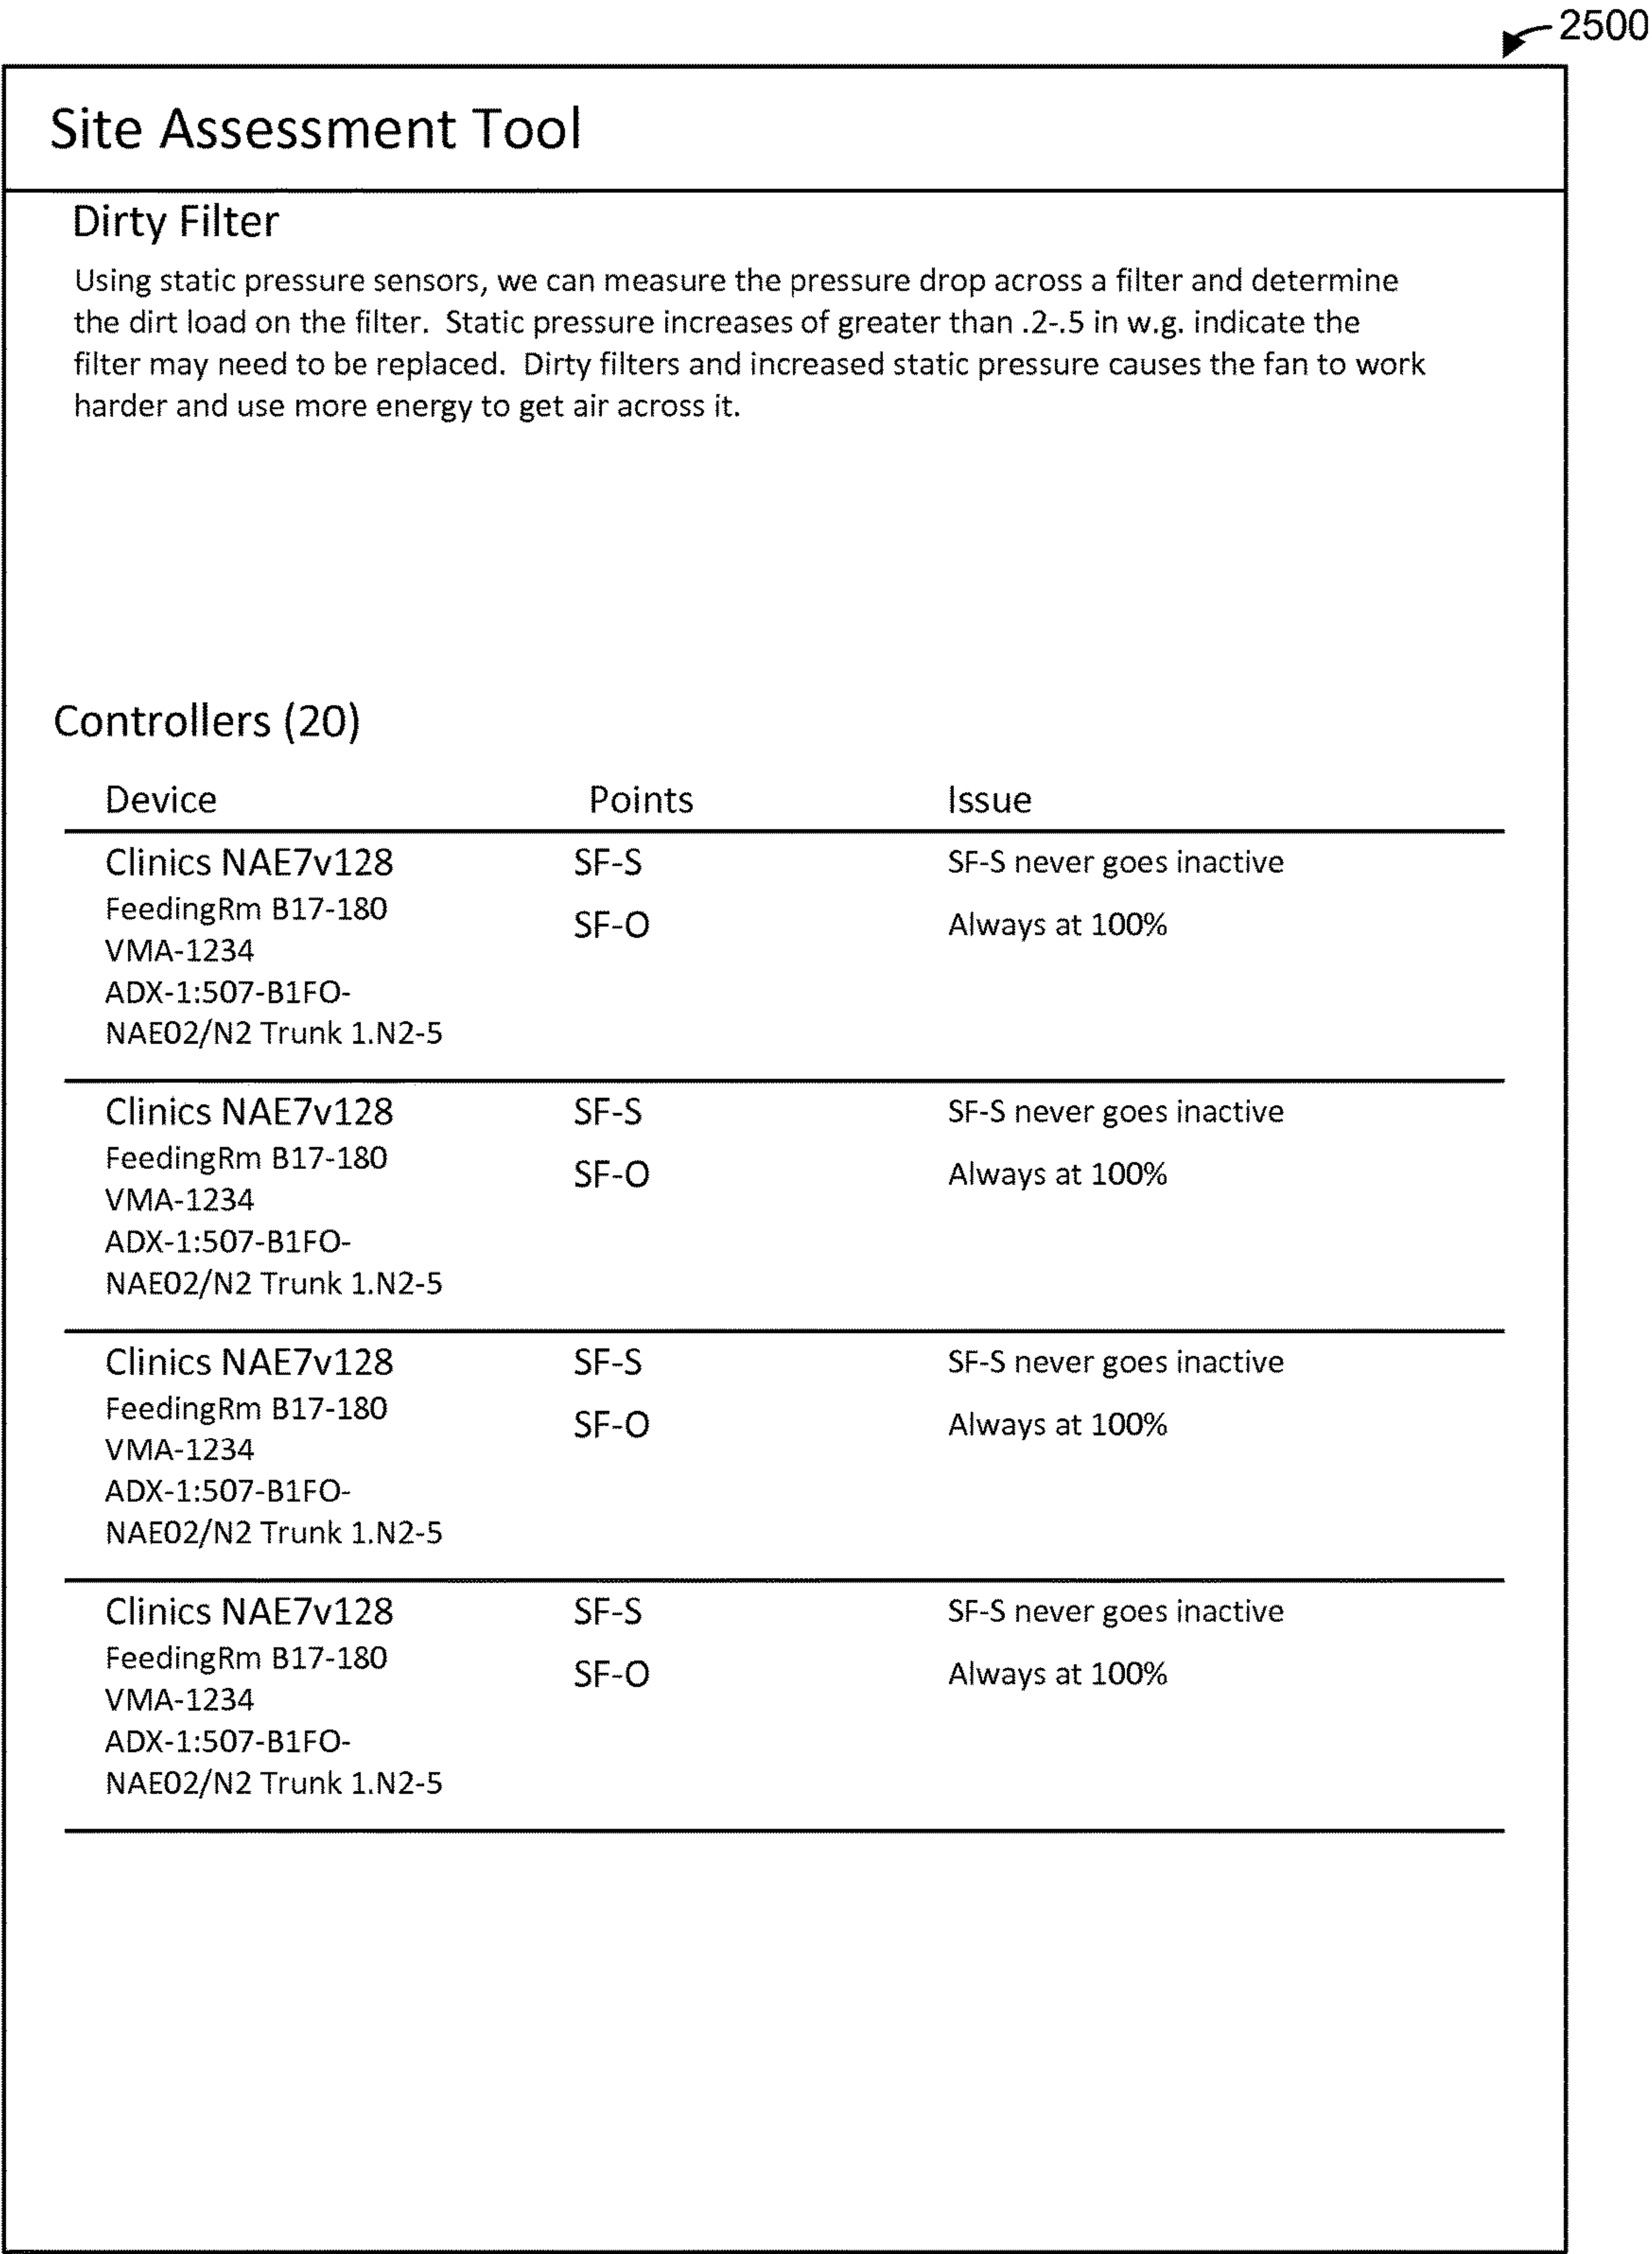 2500
Site Assessment Tool
Dirty Filter
Using static pressure sensors, we can measure the pressure drop across a filter and determine
the dirt load on the filter.  Static pressure increases of greater than .2-.5 in w.g. indicate the
filter may need to be replaced.  Dirty filters and increased static pressure causes the fan to work
harder and use more energy to get air across it.
Controllers (20)
Device Points Issue
Clinics NAE7v128 SF-S SF-S never goes inactive
FeedingRm B17-180
SF-O Always at 100%
VMA-1234
ADX-1:507-B1FO-
NAE02/N2 Trunk 1.N2-5
Clinics NAE7v128 SF-S SF-S never goes inactive
FeedingRm B17-180
SF-O Always at 100%
VMA-1234
ADX-1:507-B1FO-
NAE02/N2 Trunk 1.N2-5
Clinics NAE7v128 SF-S SF-S never goes inactive
FeedingRm B17-180
SF-O Always at 100%
VMA-1234
ADX-1:507-B1FO-
NAE02/N2 Trunk 1.N2-5
Clinics NAE7v128 SF-S SF-S never goes inactive
FeedingRm B17-180
SF-O Always at 100%
VMA-1234
ADX-1:507-B1FO-
NAE02/N2 Trunk 1.N2-5